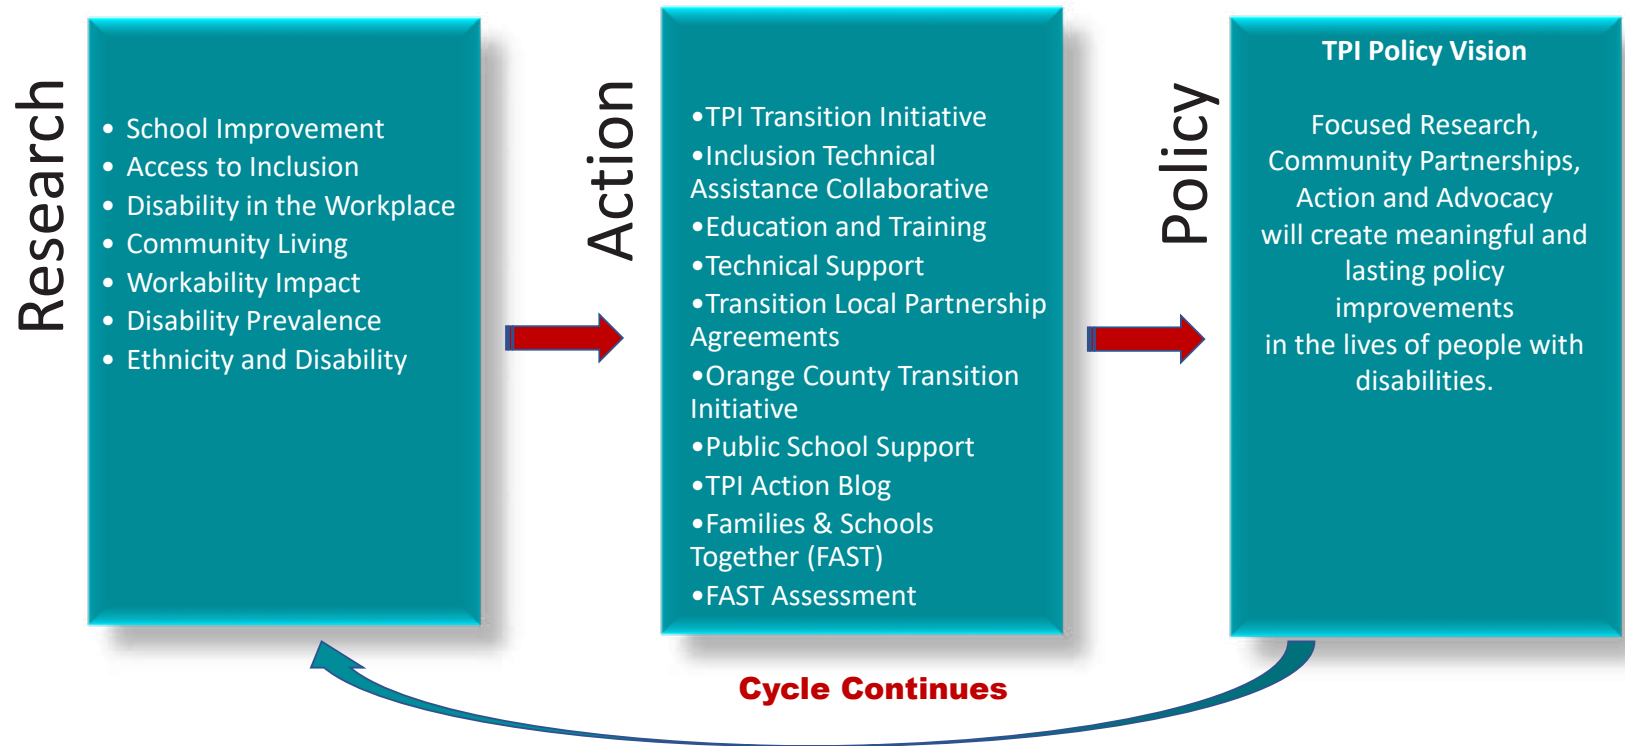 Research
• School Improvement
• Access to Inclusion
• Disability in the Workplace
• Community Living
• Workability Impact
• Disability Prevalence
• Ethnicity and Disability
Action
•TPI Transition Initiative
•Inclusion Technical
Assistance Collaborative
•Education and Training
•Technical Support
•Transition Local Partnership
Agreements
•Orange County Transition
Initiative
•Public School Support
•TPI Action Blog
•Families & Schools
Together (FAST)
•FAST Assessment
Policy
TPI Policy Vision
Focused Research,
Community Partnerships,
Action and Advocacy
will create meaningful and
lasting policy
improvements
in the lives of people with
disabilities.
Cycle Continues